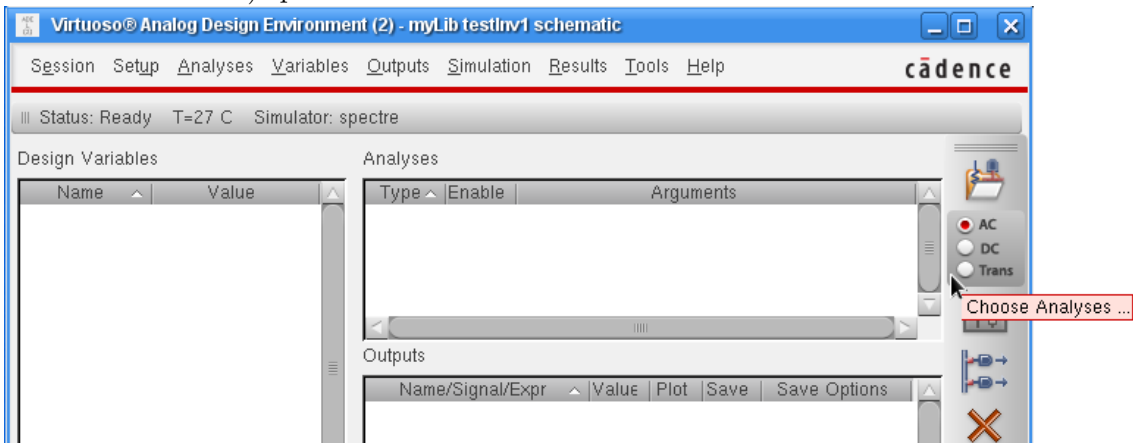 Virtuoso® Analog Design Environment (2) - myLib testInv1 schematic
Session Setup Analyses Variables Outputs Simulation Results Tools Help cādence
Status: Ready T=27 C Simulator: spectre
Design Variables
Name Value
Analyses
Type Enable Arguments
AC
DC
Trans
Choose Analyses ...
Outputs
Name/Signal/Expr Value Plot Save Save Options